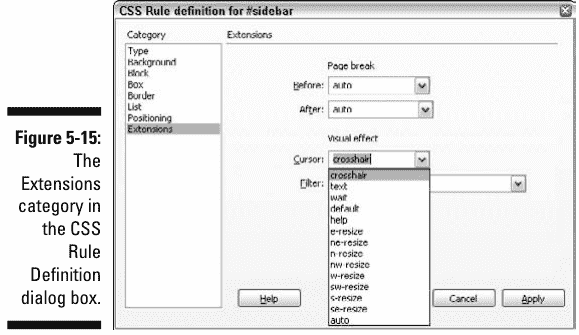 CSS Rule definition for #sidebar
Category
Extensions
Type
Background
Block
Box
Border
List
Positioning
Extensions
Page break
Before: auto
After: auto
Visual effect
Cursor: crosshair
Filter:
crosshair
text
wait
default
help
e-resize
ne-resize
n-resize
nw-resize
w-resize
sw-resize
s-resize
se-resize
auto
Help
Cancel
Apply
Figure 5-15:
The
Extensions
category in
the CSS
Rule
Definition
dialog box.